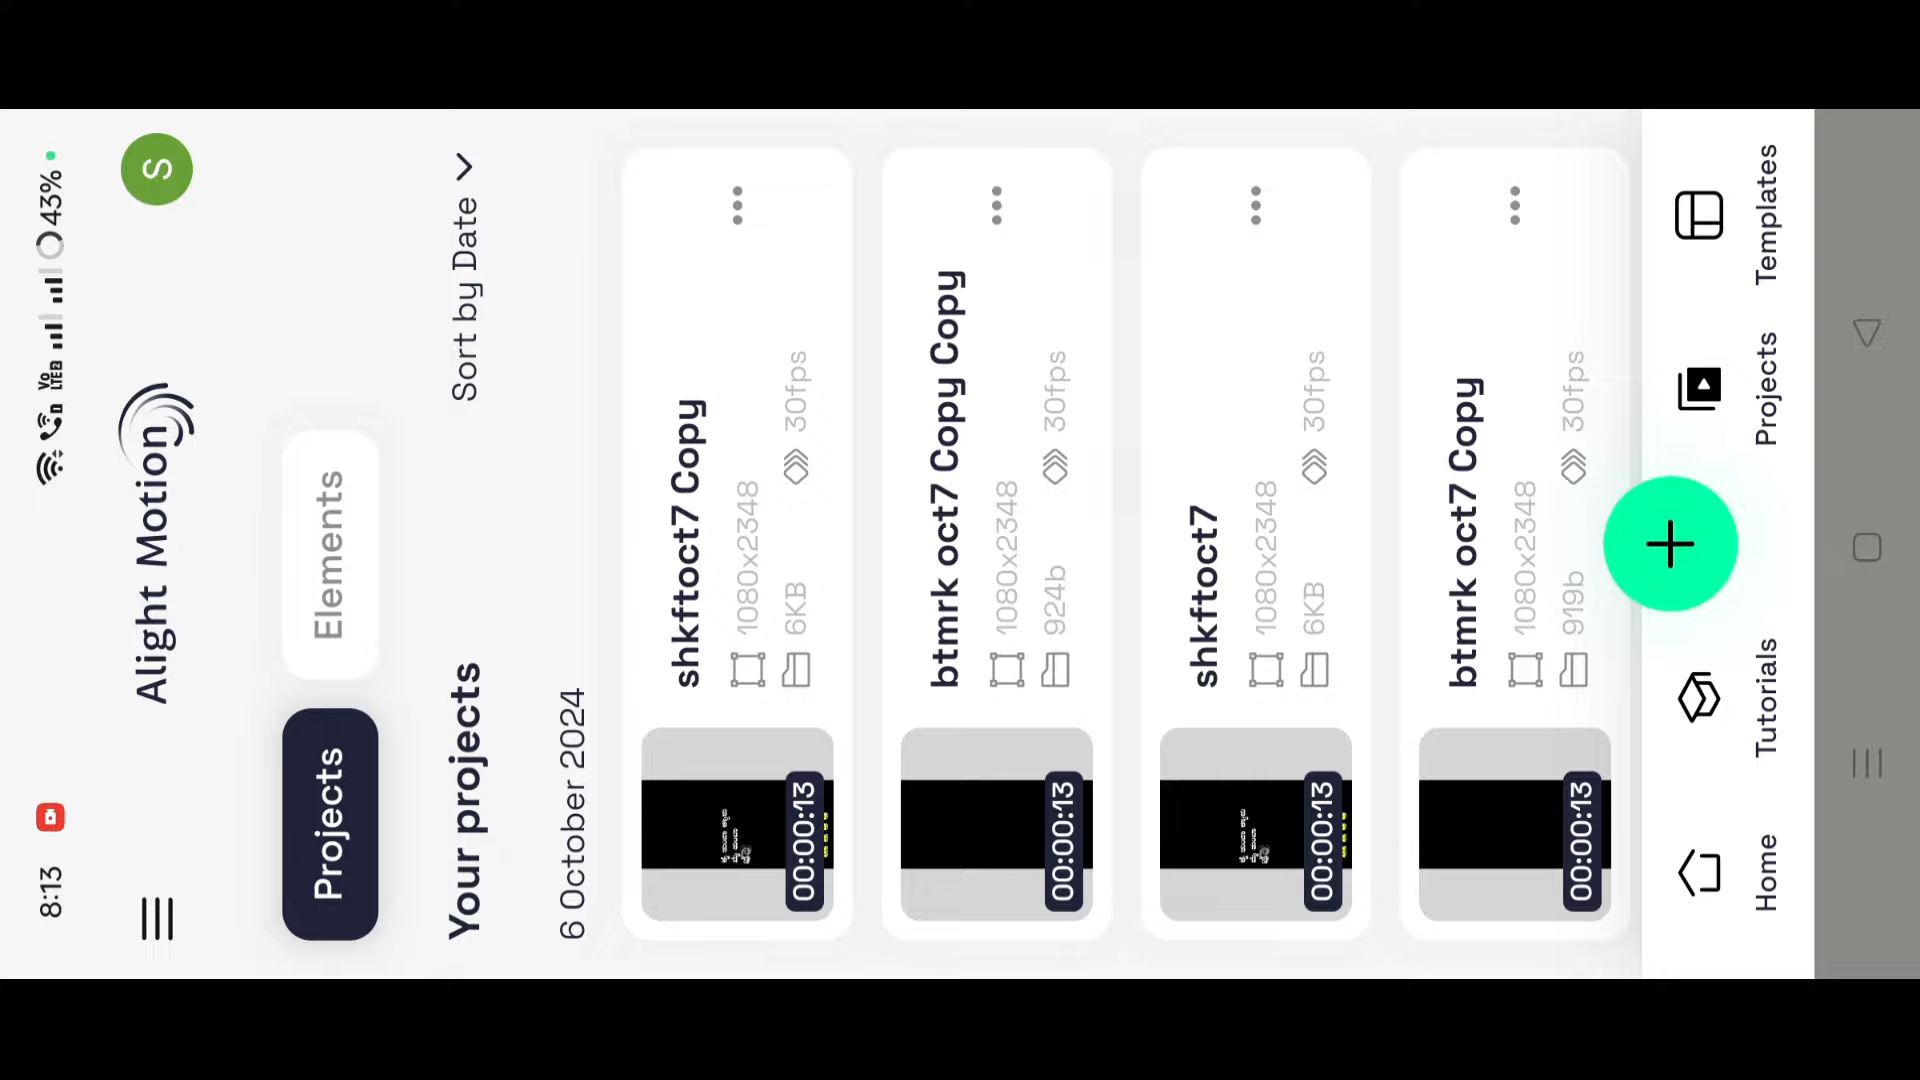 8:13
Vo LTE2
43%
Alight Motion
S
Projects
Elements
Your projects
Sort by Date
6 October 2024
shkftoct7 Copy
1080x2348
6KB
30fps
00:00:13
btmrk oct7 Copy Copy
1080x2348
924b
30fps
00:00:13
shkftoct7
1080x2348
6KB
30fps
00:00:13
btmrk oct7 Copy
1080x2348
919b
30fps
00:00:13
Home
Tutorials
Projects
Templates